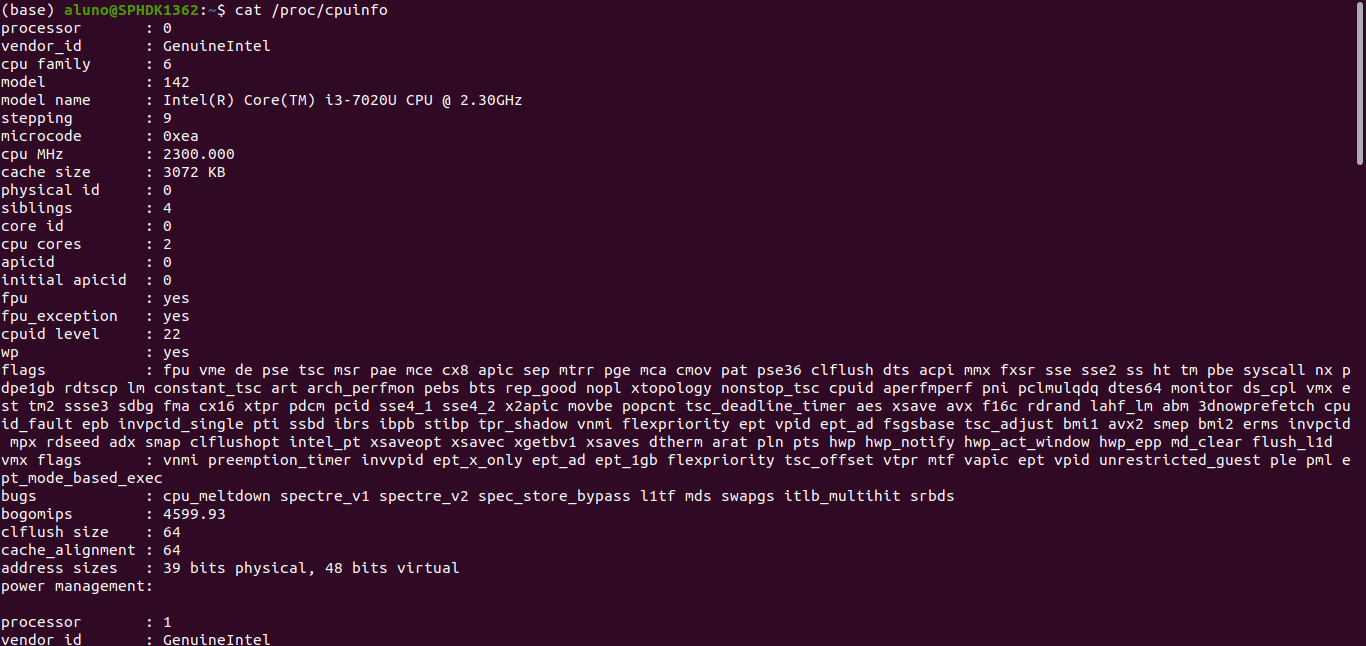 (base) aluno@SPHDK1362:~$ cat /proc/cpuinfo
processor	: 0
vendor_id	: GenuineIntel
cpu family	: 6
model		: 142
model name	: Intel(R) Core(TM) i3-7020U CPU @ 2.30GHz
stepping	: 9
microcode	: 0xea
cpu MHz		: 2300.000
cache size	: 3072 KB
physical id	: 0
siblings	: 4
core id		: 0
cpu cores	: 2
apicid		: 0
initial apicid	: 0
fpu		: yes
fpu_exception	: yes
cpuid level	: 22
wp		: yes
flags		: fpu vme de pse tsc msr pae mce cx8 apic sep mtrr pge mca cmov pat pse36 clflush dts acpi mmx fxsr sse sse2 ss ht tm pbe syscall nx p
dpe1gb rdtscp lm constant_tsc art arch_perfmon pebs bts rep_good nopl xtopology nonstop_tsc cpuid aperfmperf pni pclmulqdq dtes64 monitor ds_cpl vmx e
st tm2 ssse3 sdbg fma cx16 xtpr pdcm pcid sse4_1 sse4_2 x2apic movbe popcnt tsc_deadline_timer aes xsave avx f16c rdrand lahf_lm abm 3dnowprefetch cpu
id_fault epb invpcid_single pti ssbd ibrs ibpb stibp tpr_shadow vnmi flexpriority ept vpid ept_ad fsgsbase tsc_adjust bmi1 avx2 smep bmi2 erms invpcid
 mpx rdseed adx smap clflushopt intel_pt xsaveopt xsavec xgetbv1 xsaves dtherm arat pln pts hwp hwp_notify hwp_act_window hwp_epp md_clear flush_l1d
vmx flags	: vnmi preemption_timer invvpid ept_x_only ept_ad ept_1gb flexpriority tsc_offset vtpr mtf vapic ept vpid unrestricted_guest ple pml e
pt_mode_based_exec
bugs		: cpu_meltdown spectre_v1 spectre_v2 spec_store_bypass l1tf mds swapgs itlb_multihit srbds
bogomips	: 4599.93
clflush size	: 64
cache_alignment	: 64
address sizes	: 39 bits physical, 48 bits virtual
power management:
processor	: 1
vendor_id	: GenuineIntel